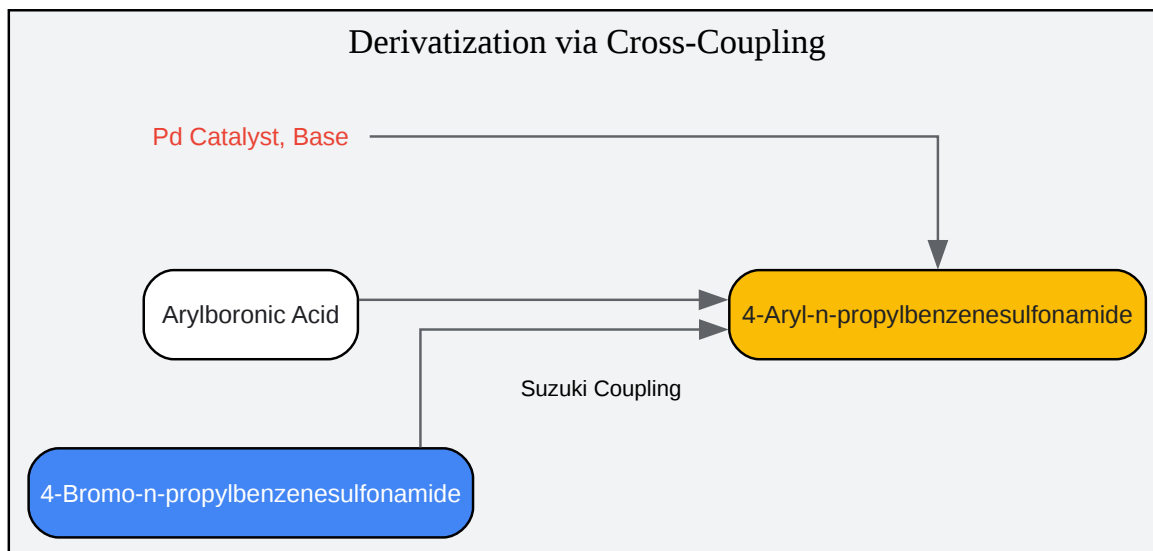 Derivatization via Cross-Coupling
Pd Catalyst, Base
Arylboronic Acid
4-Aryl-n-propylbenzenesulfonamide
Suzuki Coupling
4-Bromo-n-propylbenzenesulfonamide